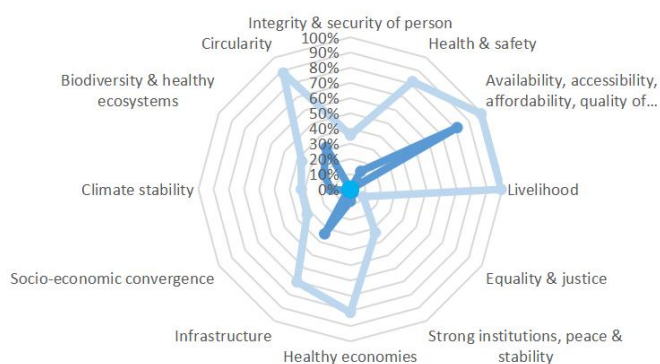 Integrity & security of person
100%
90%
80%
70%
60%
50%
40%
30%
20%
10%
0%
Health & safety
Availability, accessibility,
affordability, quality of...
Livelihood
Equality & justice
Strong institutions, peace &
stability
Healthy economies
Infrastructure
Socio-economic convergence
Climate stability
Biodiversity & healthy
ecosystems
Circularity